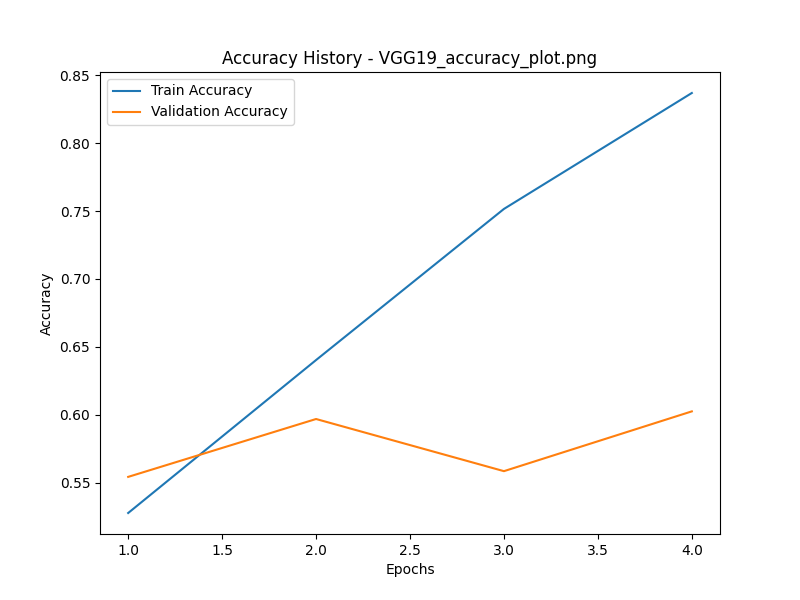 Accuracy History - VGG19_accuracy_plot.png
Train Accuracy
Validation Accuracy
0.85
0.80
0.75
0.70
0.65
0.60
0.55
Accuracy
1.0 1.5 2.0 2.5 3.0 3.5 4.0
Epochs